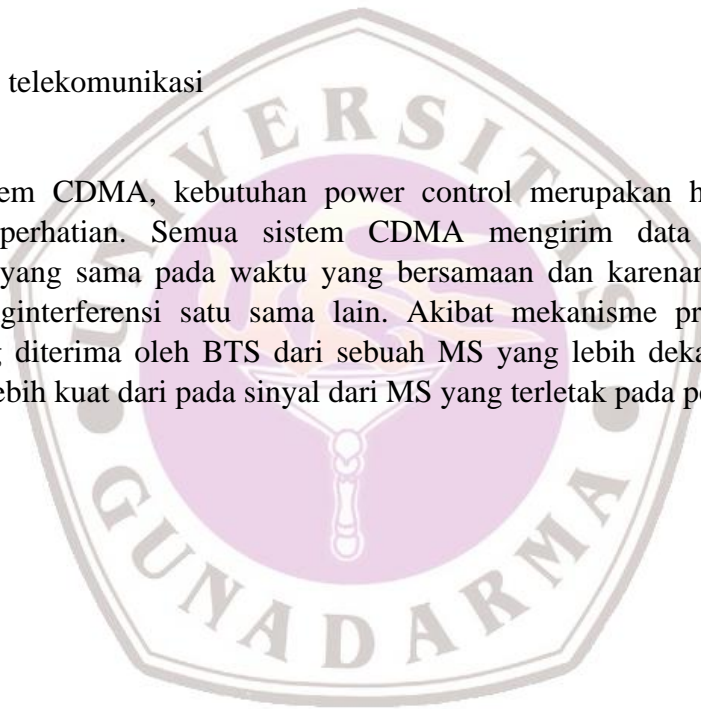 telekomunikasi
em CDMA, kebutuhan power control merupakan h
perhatian. Semua sistem CDMA mengirim data
yang sama pada waktu yang bersamaan dan karenan
ginterferensi satu sama lain. Akibat mekanisme pr
diterima oleh BTS dari sebuah MS yang lebih deka
ebih kuat dari pada sinyal dari MS yang terletak pada pe
UNIVERSITAS
GUNADARMA